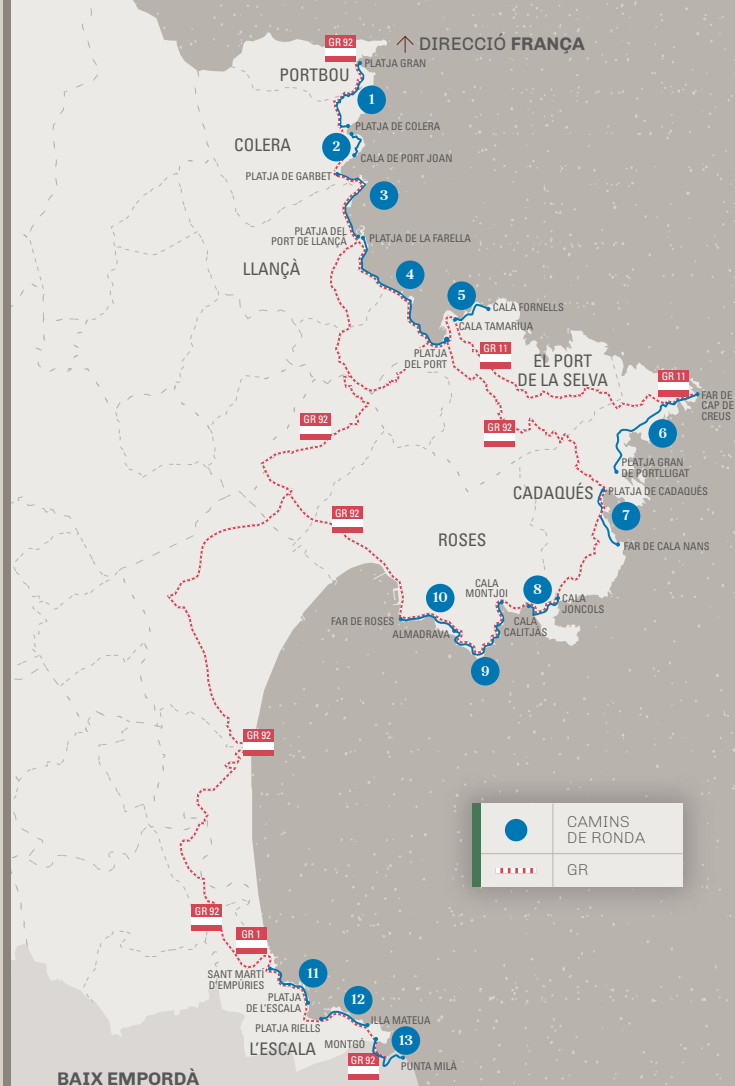 GR 92
DIRECCIÓ FRANÇA
PLATJA GRAN
PORTBOU
1
PLATJA DE COLERA
COLERA
2
CALA DE PORT JOAN
PLATJA DE GARBET
3
PLATJA DEL
PORT DE LLANÇÀ
PLATJA DE LA FARELLA
LLANÇÀ
4
5
CALA FORNELLS
CALA TAMARIUA
PLATJA
DEL PORT
GR 11
EL PORT
DE LA SELVA
GR 11
FAR DE
CAP DE
CREUS
GR 92
GR 92
6
PLATJA GRAN
DE PORTLLIGAT
CADAQUÉS
PLATJA DE CADAQUÉS
GR 92
7
ROSES
FAR DE CALA NANS
CALA
MONTJOI
8
CALA
JONCOLS
10
CALA
CALITJÀS
FAR DE ROSES
ALMADRAVA
9
GR 92
CAMINS
DE RONDA
GR
GR 92
GR 1
SANT MARTÍ
D'EMPÚRIES
11
PLATJA
DE L'ESCALA
12
PLATJA RIELLS
ILLA MATEUA
L'ESCALA
MONTGÓ
13
GR 92
PUNTA MILÀ
BAIX EMPORDÀ